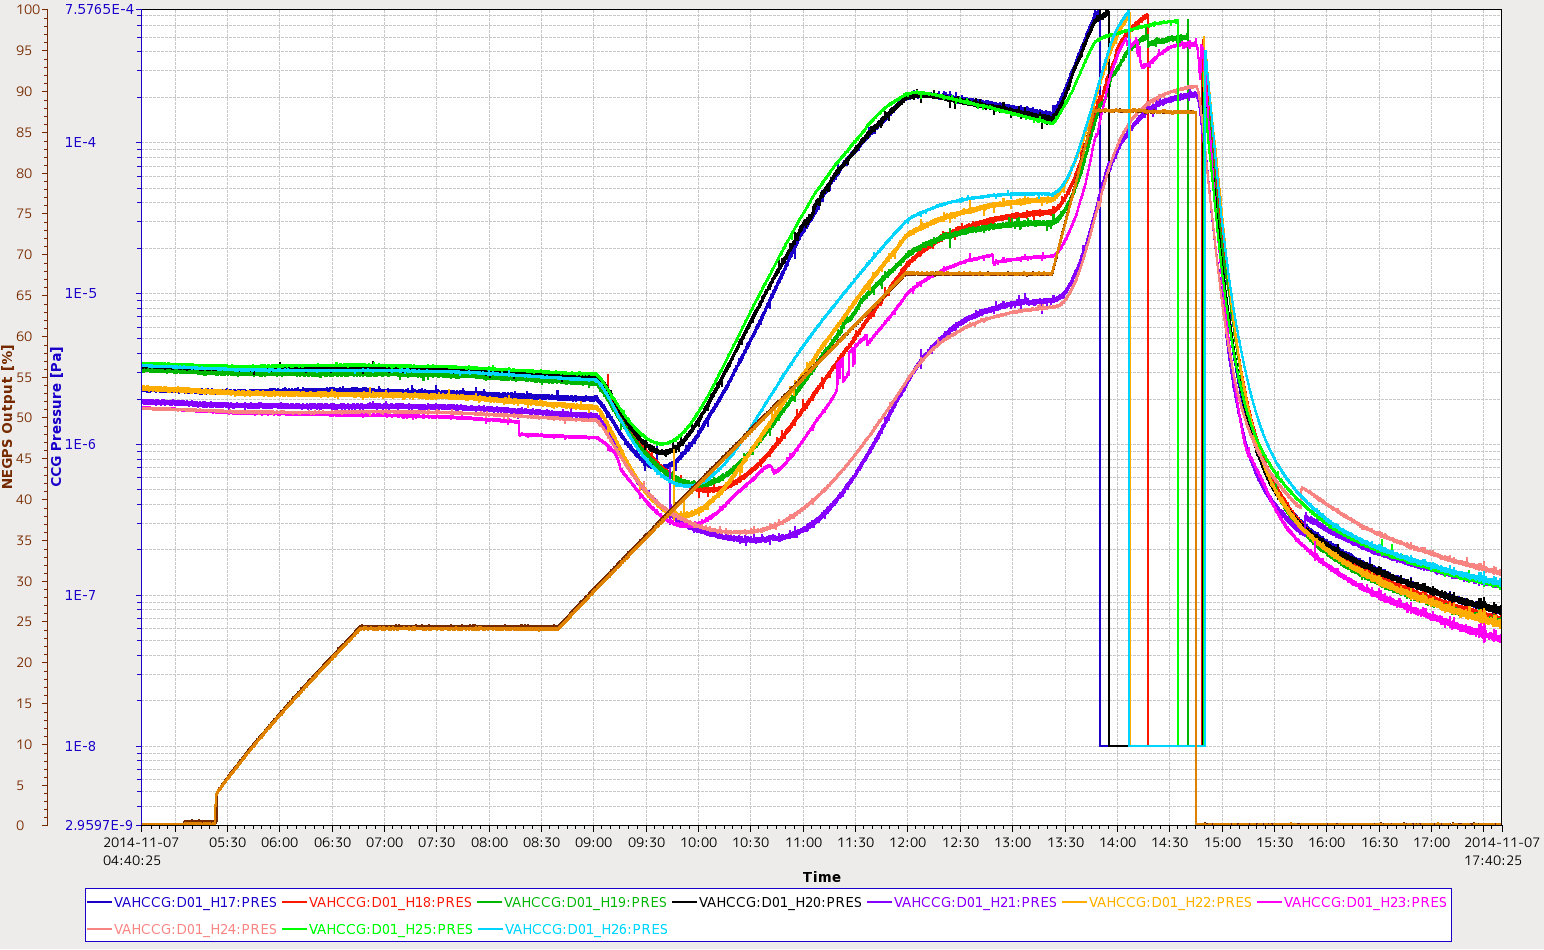 100
95
90
85
80
75
70
65
60
55
50
45
40
35
30
25
20
15
10
5
0
NEGPS Output [%]
7.5765E-4
1E-4
1E-5
1E-6
1E-7
1E-8
2.9597E-9
CCG Pressure [Pa]
2014-11-07 05:30 06:00 06:30 07:00 07:30 08:00 08:30 09:00 09:30 10:00 10:30 11:00 11:30 12:00 12:30 13:00 13:30 14:00 14:30 15:00 15:30 16:00 16:30 17:00 2014-11-07
04:40:25 17:40:25
Time
VAHCCG:D01_H17:PRES VAHCCG:D01_H18:PRES VAHCCG:D01_H19:PRES VAHCCG:D01_H20:PRES VAHCCG:D01_H21:PRES VAHCCG:D01_H22:PRES VAHCCG:D01_H23:PRES
VAHCCG:D01_H24:PRES VAHCCG:D01_H25:PRES VAHCCG:D01_H26:PRES